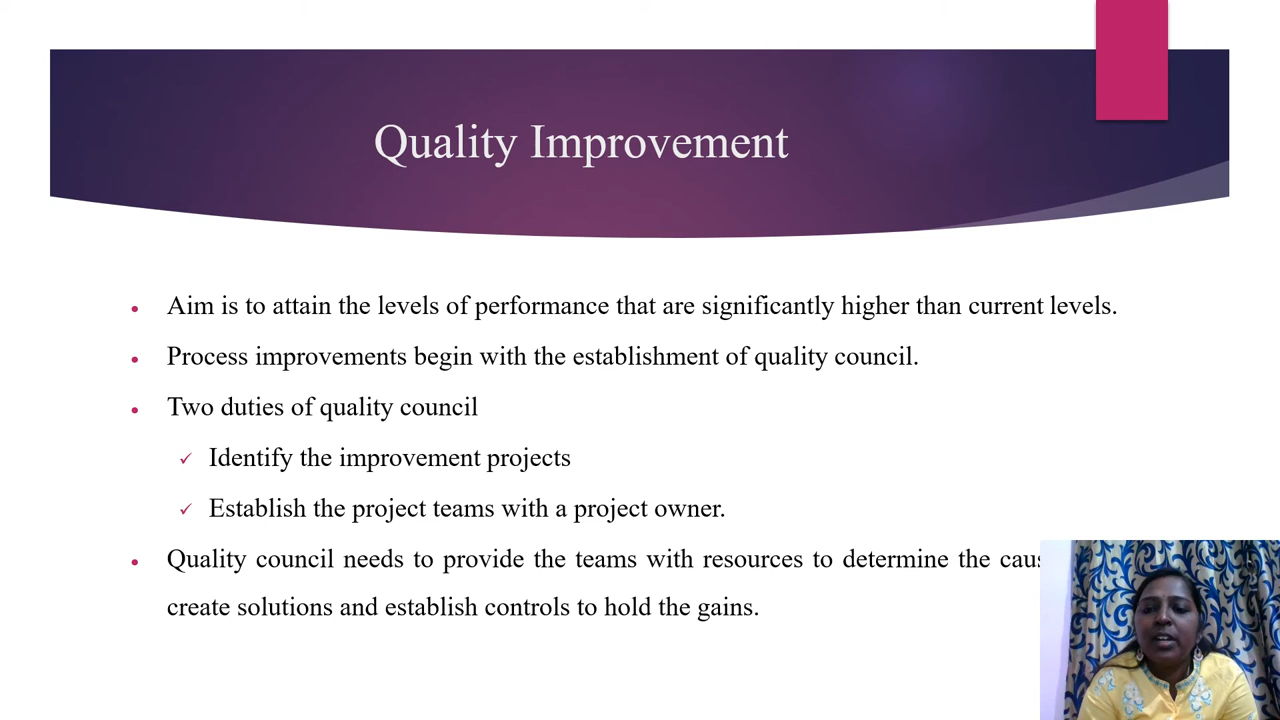 Quality Improvement
Aim is to attain the levels of performance that are significantly higher than current levels.
Process improvements begin with the establishment of quality council.
Two duties of quality council
Identify the improvement projects
Establish the project teams with a project owner.
Quality council needs to provide the teams with resources to determine the
create solutions and establish controls to hold the gains.